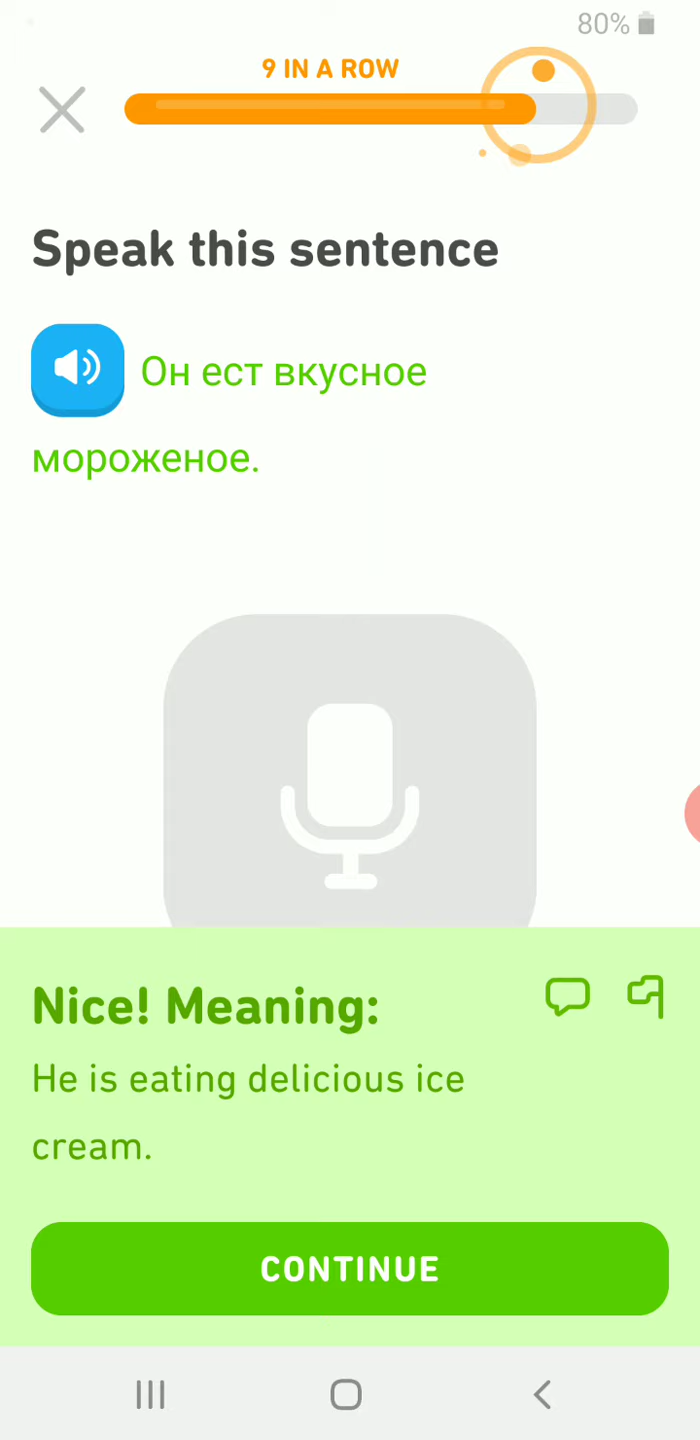 80%
9 IN A ROW
Speak this sentence
Он ест вкусное
мороженое.
Nice! Meaning:
He is eating delicious ice
cream.
CONTINUE